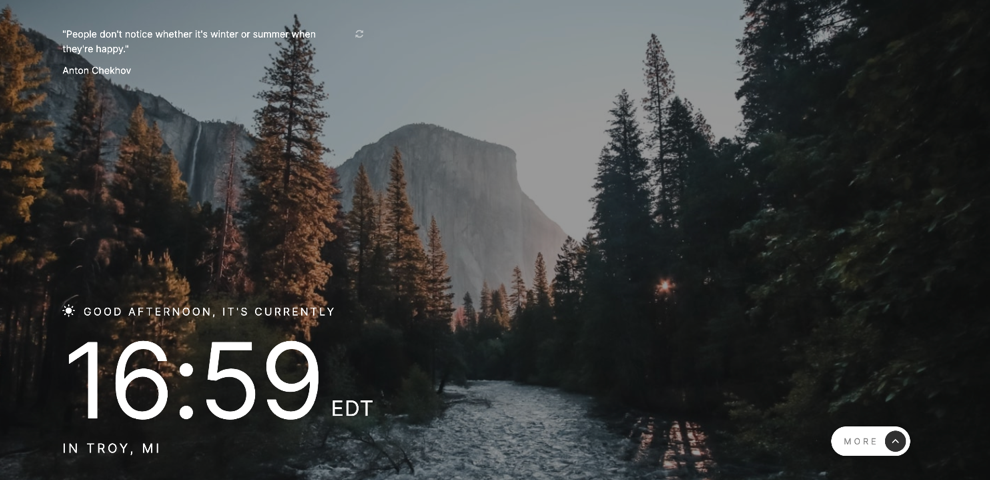 "People don't notice whether it's winter or summer when
they're happy."
Anton Chekhov
GOOD AFTERNOON, IT'S CURRENTLY
16:59 EDT
IN TROY, MI
MORE